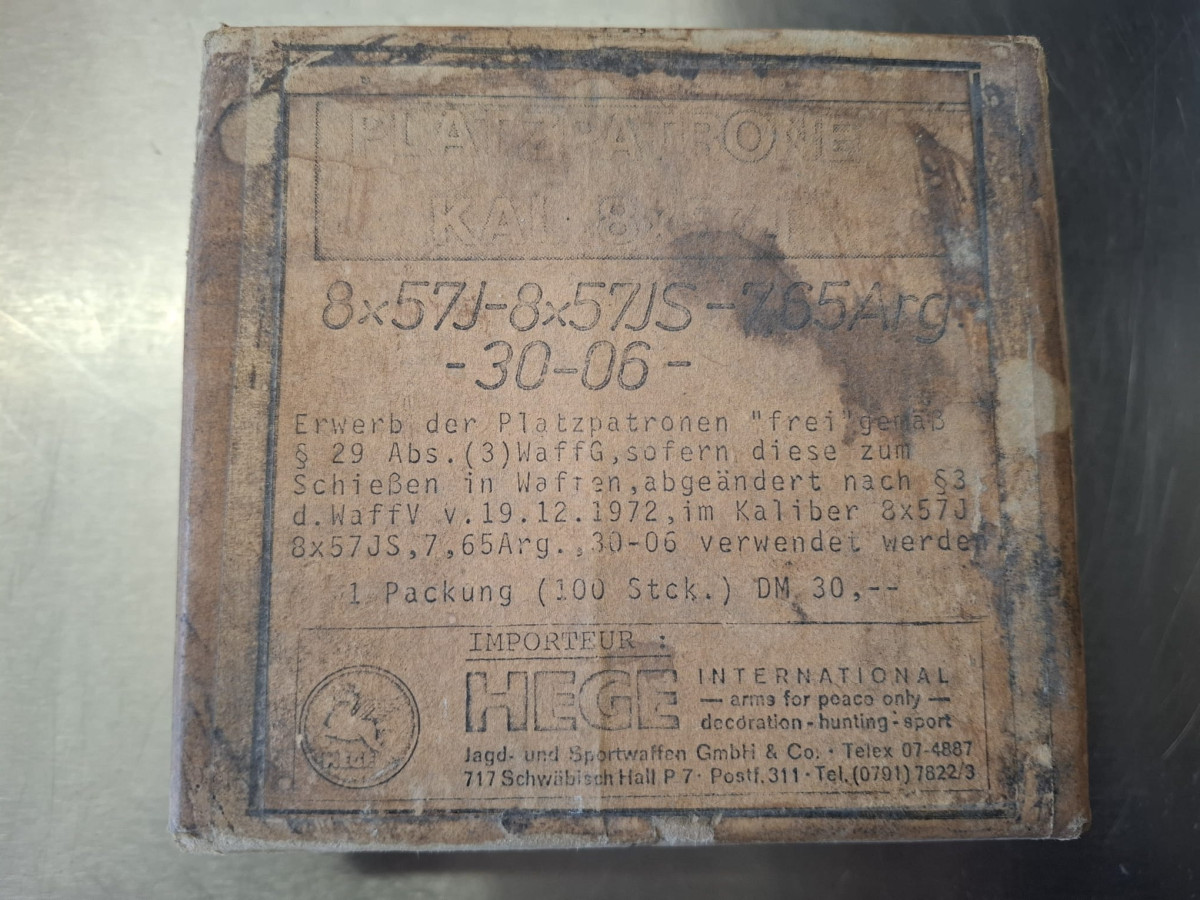 PLATZPATRONE
KAL. 8x57 I
8x57J-8x57JS-7,65Arg.
-30-06-
Erwerb der Platzpatronen "frei" gemäß
§ 29 Abs.(3)WaffG,sofern diese zum
Schießen in Waffen,abgeändert nach §3
d.WaffV v.19.12.1972,im Kaliber 8x57J,
8x57JS,7,65Arg.,30-06 verwendet werden.
1 Packung (100 Stck.) DM 30,--
IMPORTEUR :
HEGE INTERNATIONAL
— arms for peace only —
decoration - hunting - sport
HEGE
Jagd- und Sportwaffen GmbH & Co. · Telex 07-4887
717 Schwäbisch Hall P 7 · Postf. 311 · Tel. (0791) 7822/3